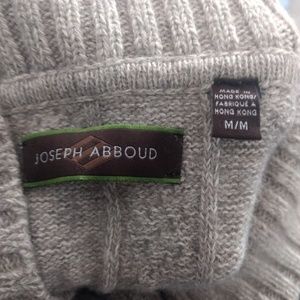 JOSEPH ABBOUD
MADE IN
HONG KONG/
FABRIQUÉ A
HONG KONG
M/M